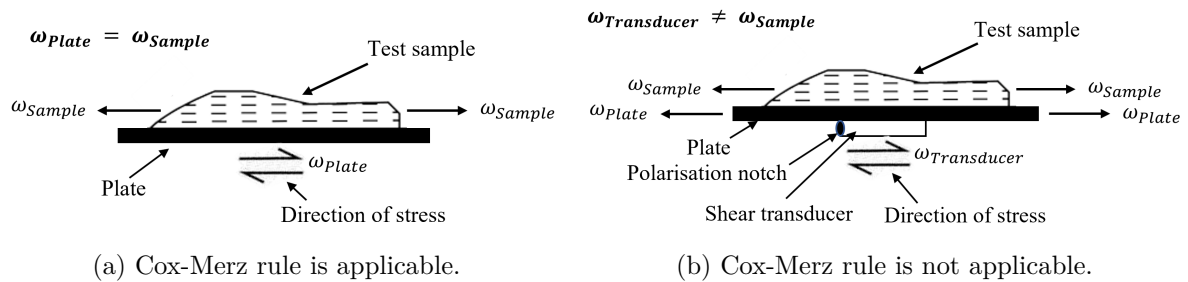 ω_Plate = ω_Sample
Test sample
ω_Sample
ω_Sample
ω_Plate
Plate
Direction of stress
(a) Cox-Merz rule is applicable.
ω_Transducer ≠ ω_Sample
Test sample
ω_Sample
ω_Sample
ω_Plate
ω_Plate
Plate
Polarisation notch
ω_Transducer
Shear transducer
Direction of stress
(b) Cox-Merz rule is not applicable.